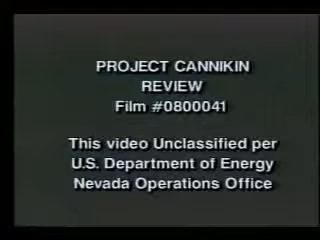 PROJECT CANNIKIN
REVIEW
Film #0800041
This video Unclassified per
U.S. Department of Energy
Nevada Operations Office